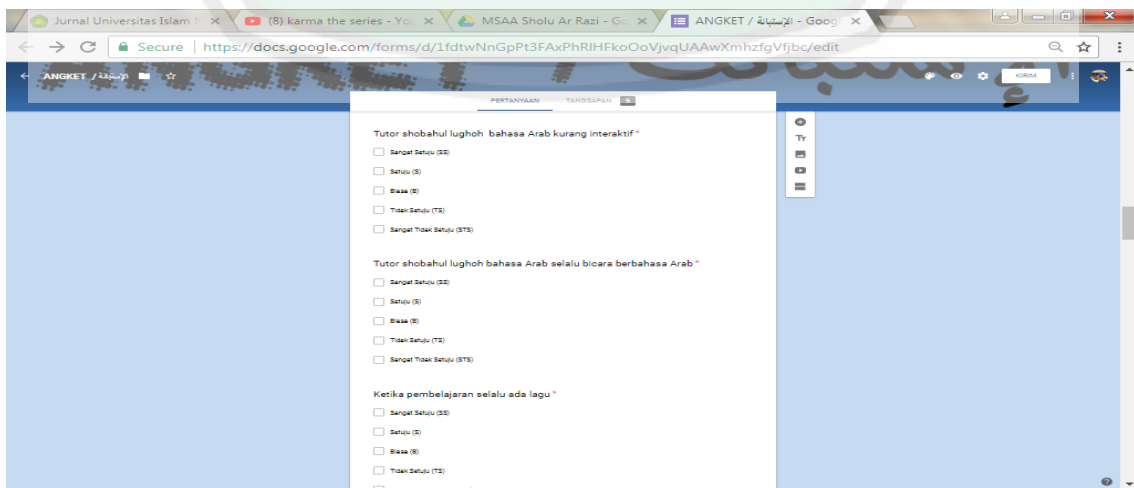 Jurnal Universitas Islam
(8) karma the series - You
MSAA Sholu Ar Razi - Go
ANGKET / الإستبانة - Goog
Secure | https://docs.google.com/forms/d/1fdtwNnGpPt3FAxPhRlHFkoOoVjvqUAAwXmhzfgVfjbc/edit
ANGKET / الإستبانة
KIRIM
PERTANYAAN TANGGAPAN 5
Tutor shobahul lughoh bahasa Arab kurang interaktif *
Sangat Setuju (SS)
Setuju (S)
Biasa (B)
Tidak Setuju (TS)
Sangat Tidak Setuju (STS)
Tutor shobahul lughoh bahasa Arab selalu bicara berbahasa Arab *
Sangat Setuju (SS)
Setuju (S)
Biasa (B)
Tidak Setuju (TS)
Sangat Tidak Setuju (STS)
Ketika pembelajaran selalu ada lagu *
Sangat Setuju (SS)
Setuju (S)
Biasa (B)
Tidak Setuju (TS)